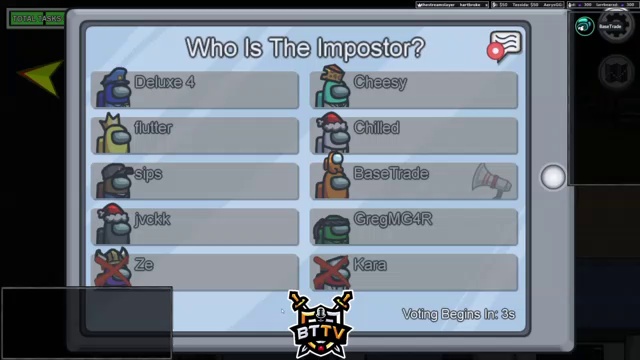 TOTAL TASKS
BaseTrade
Who Is The Impostor?
Deluxe 4
Cheesy
flutter
Chilled
sips
BaseTrade
jvckk
GregMG4R
Ze
Kara
Voting Begins In: 3s
BTTV